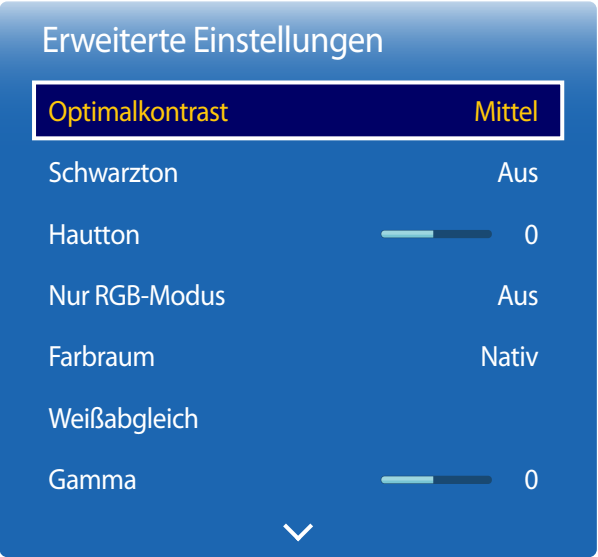 Erweiterte Einstellungen
Optimalkontrast Mittel
Schwarzton Aus
Hautton 0
Nur RGB-Modus Aus
Farbraum Nativ
Weißabgleich
Gamma 0